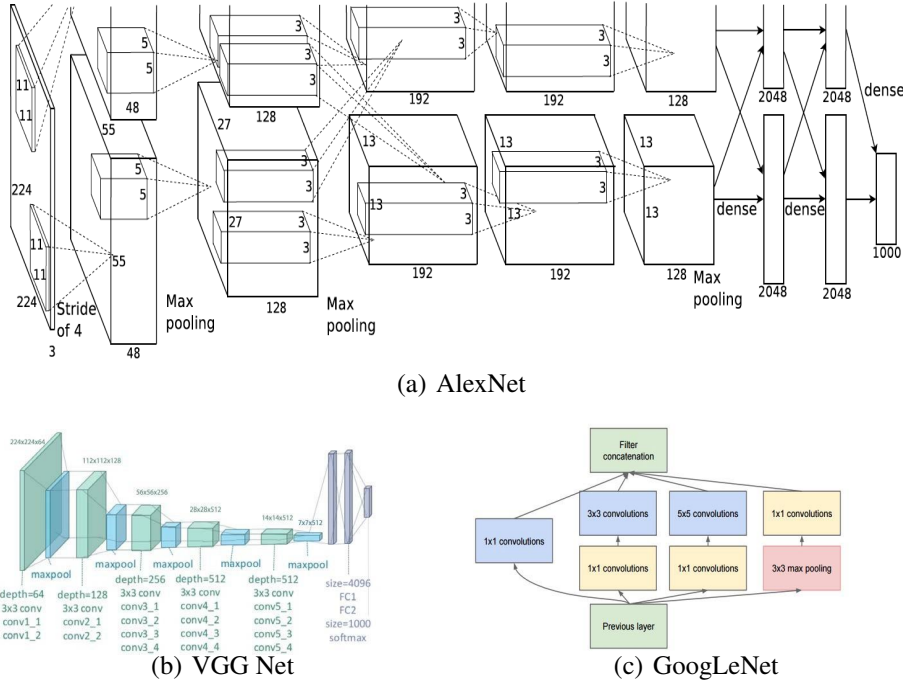 11
11
5
5
3
3
3
3
3
3
48
128
192
192
128
2048
2048
dense
55
27
13
13
13
224
5
5
3
3
3
3
3
3
27
3
3
13
13
13
dense
dense
1000
11
11
55
192
192
128
224
Stride
of 4
Max
pooling
128
Max
pooling
Max
pooling
2048
2048
3
48
(a) AlexNet
224x224x64
112x112x128
56x56x256
28x28x512
14x14x512
7x7x512
maxpool
maxpool
maxpool
maxpool
maxpool
depth=64
3x3 conv
conv1_1
conv1_2
depth=128
3x3 conv
conv2_1
conv2_2
depth=256
3x3 conv
conv3_1
conv3_2
conv3_3
conv3_4
depth=512
3x3 conv
conv4_1
conv4_2
conv4_3
conv4_4
depth=512
3x3 conv
conv5_1
conv5_2
conv5_3
conv5_4
size=4096
FC1
FC2
size=1000
softmax
(b) VGG Net
Filter
concatenation
3x3 convolutions
5x5 convolutions
1x1 convolutions
1x1 convolutions
1x1 convolutions
1x1 convolutions
3x3 max pooling
Previous layer
(c) GoogLeNet